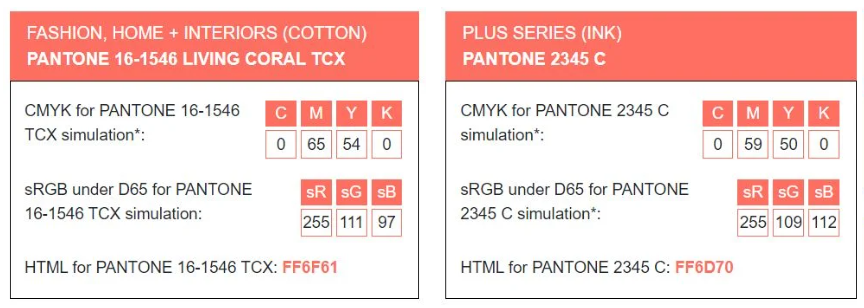 FASHION, HOME + INTERIORS (COTTON)
PANTONE 16-1546 LIVING CORAL TCX
CMYK for PANTONE 16-1546
TCX simulation*:
C M Y K
0 65 54 0
sRGB under D65 for PANTONE
16-1546 TCX simulation:
sR sG sB
255 111 97
HTML for PANTONE 16-1546 TCX: FF6F61
PLUS SERIES (INK)
PANTONE 2345 C
CMYK for PANTONE 2345 C
simulation*:
C M Y K
0 59 50 0
sRGB under D65 for PANTONE
2345 C simulation*:
sR sG sB
255 109 112
HTML for PANTONE 2345 C: FF6D70